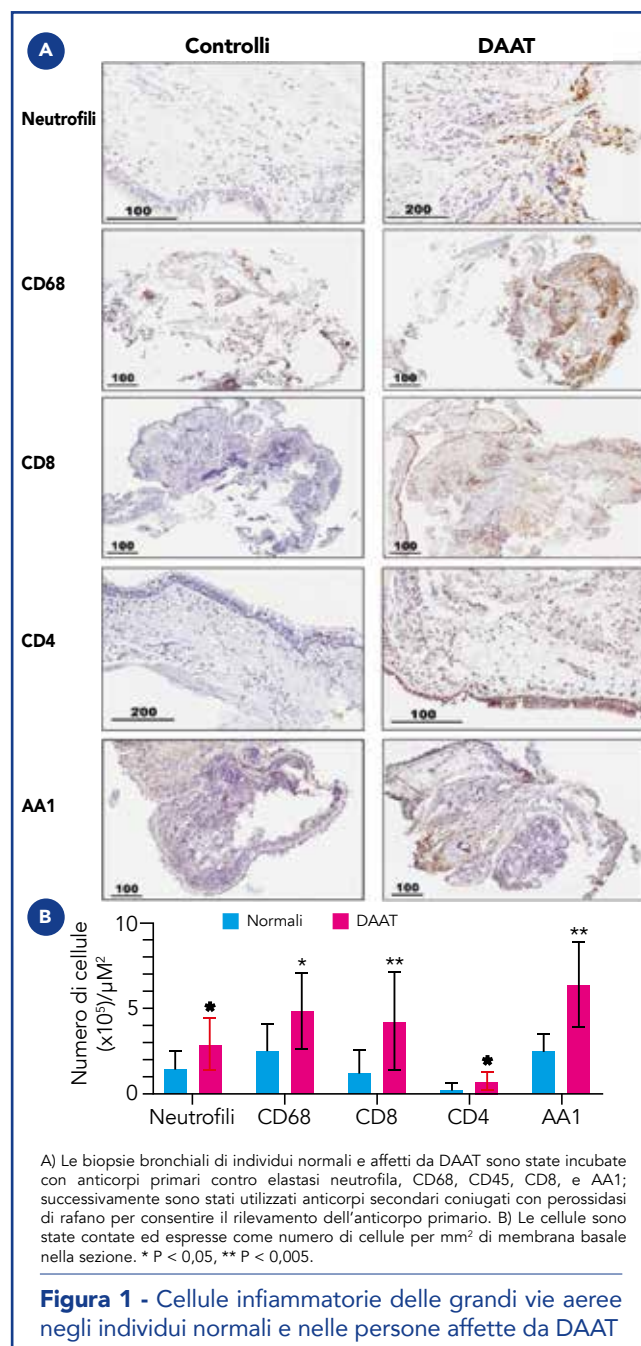 A
Controlli
DAAT
Neutrofili
100
200
CD68
100
100
CD8
100
100
CD4
200
100
AA1
100
100
B
Normali
DAAT
Numero di cellule
(x10⁵)/µM²
10
5
0
*
*
**
*
**
Neutrofili
CD68
CD8
CD4
AA1
A) Le biopsie bronchiali di individui normali e affetti da DAAT sono state incubate
con anticorpi primari contro elastasi neutrofila, CD68, CD45, CD8, e AA1;
successivamente sono stati utilizzati anticorpi secondari coniugati con perossidasi
di rafano per consentire il rilevamento dell'anticorpo primario. B) Le cellule sono
state contate ed espresse come numero di cellule per mm² di membrana basale
nella sezione. * P < 0,05, ** P < 0,005.
Figura 1 - Cellule infiammatorie delle grandi vie aeree
negli individui normali e nelle persone affette da DAAT